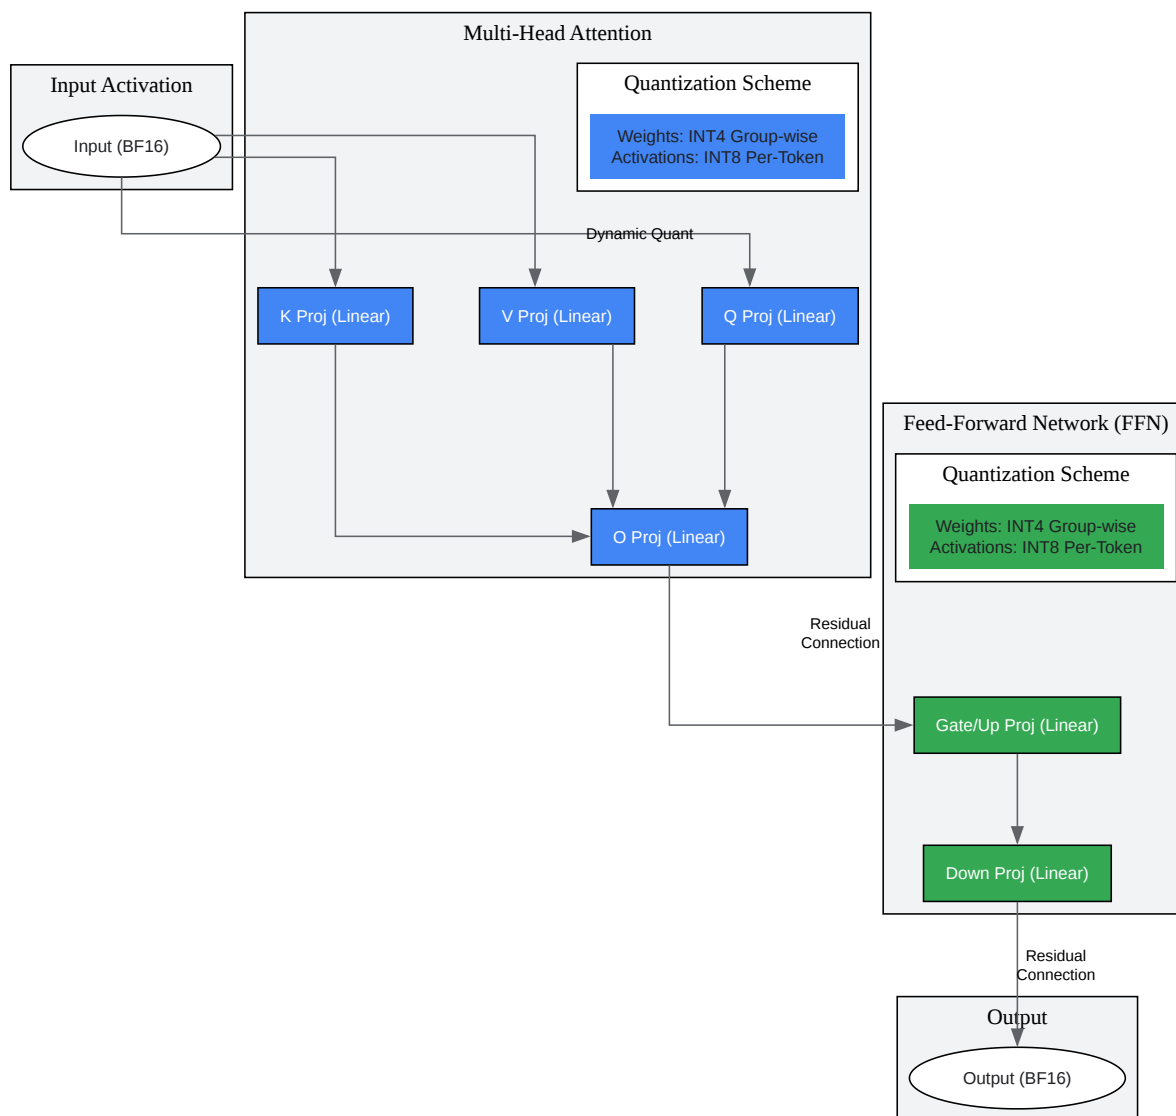 Multi-Head Attention
Input Activation
Input (BF16)
Quantization Scheme
Weights: INT4 Group-wise
Activations: INT8 Per-Token
Dynamic Quant
K Proj (Linear)
V Proj (Linear)
Q Proj (Linear)
O Proj (Linear)
Feed-Forward Network (FFN)
Quantization Scheme
Weights: INT4 Group-wise
Activations: INT8 Per-Token
Residual
Connection
Gate/Up Proj (Linear)
Down Proj (Linear)
Residual
Connection
Output
Output (BF16)